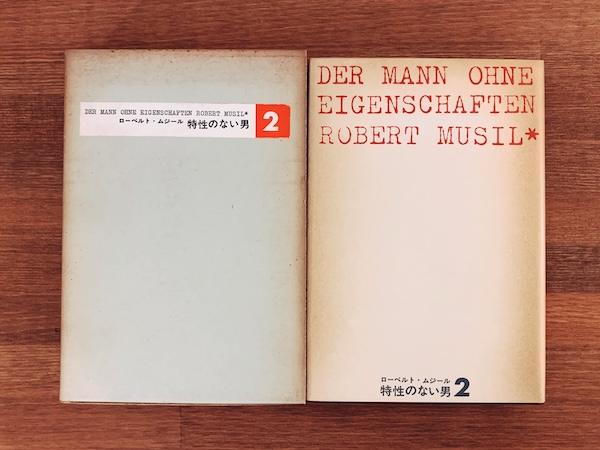 DER MANN OHNE EIGENSCHAFTEN ROBERT MUSIL*
ローベルト・ムジール 特性のない男 2
DER MANN OHNE
EIGENSCHAFTEN
ROBERT MUSIL*
ローベルト・ムジール
特性のない男 2